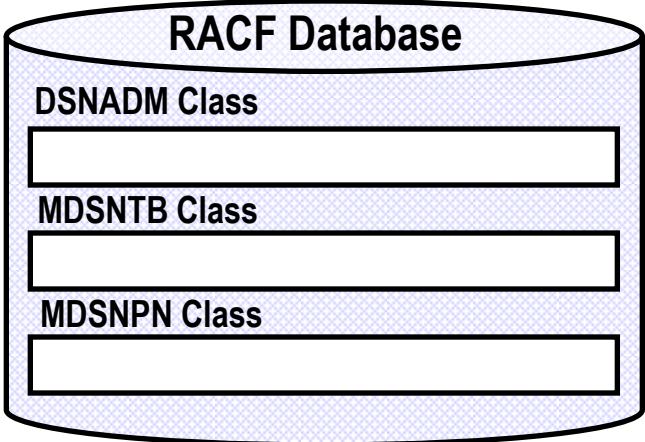 RACF Database
DSNADM Class
MDSNTB Class
MDSNPN Class